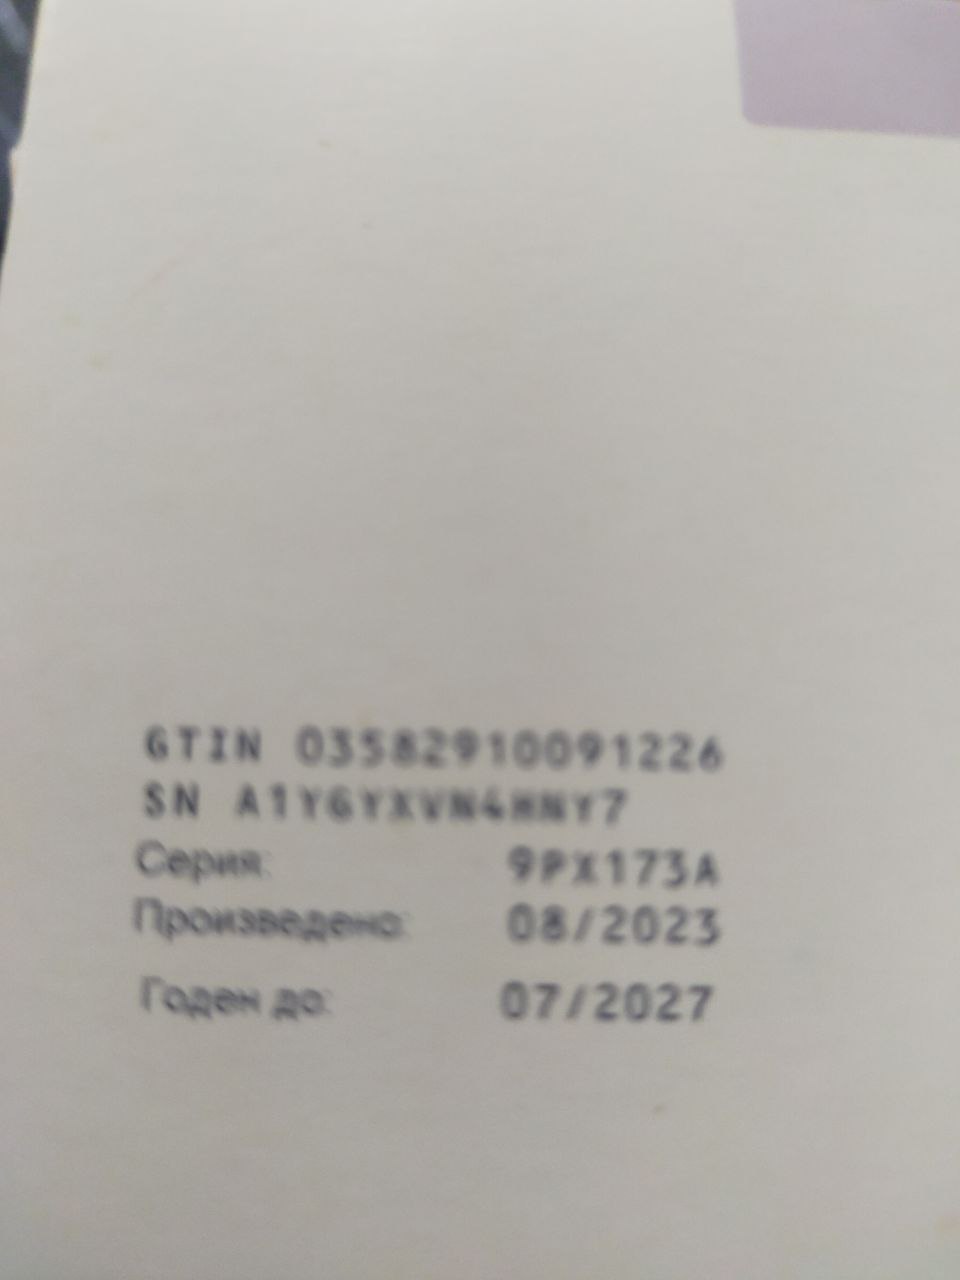 GTIN 03582910091226
SN A1YGYXVN4HNY7
Серия: 9PX173A
Произведено: 08/2023
Годен до: 07/2027